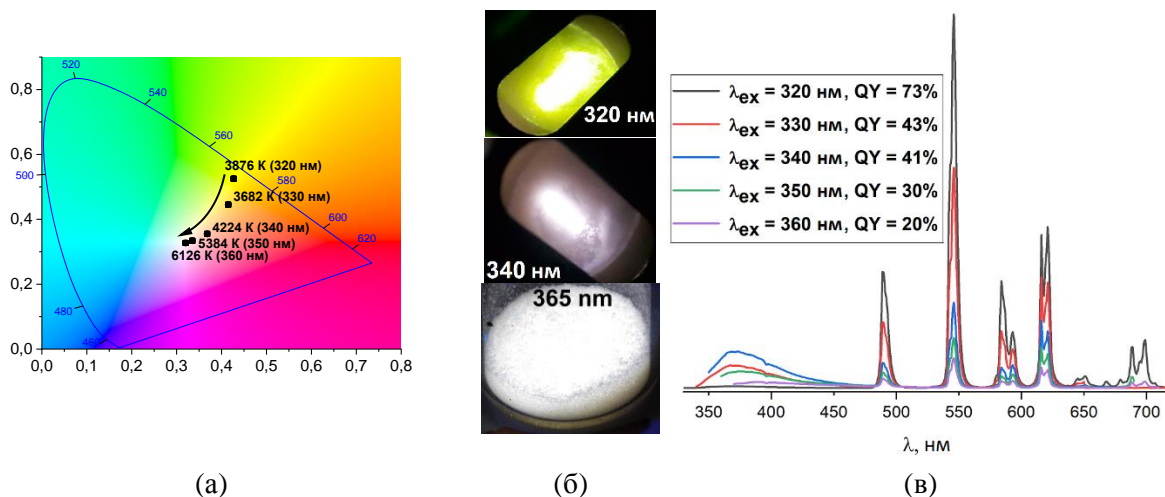 520
0,8
540
560
3876 K (320 нм)
0,6
500
580
3682 K (330 нм)
0,4
600
4224 K (340 нм)
620
5384 K (350 нм)
6126 K (360 нм)
0,2
480
460
0,0
0,0 0,1 0,2 0,3 0,4 0,5 0,6 0,7 0,8
(а)
320 нм
340 нм
365 nm
(б)
λex = 320 нм, QY = 73%
λex = 330 нм, QY = 43%
λex = 340 нм, QY = 41%
λex = 350 нм, QY = 30%
λex = 360 нм, QY = 20%
350 400 450 500 550 600 650 700
λ, нм
(в)